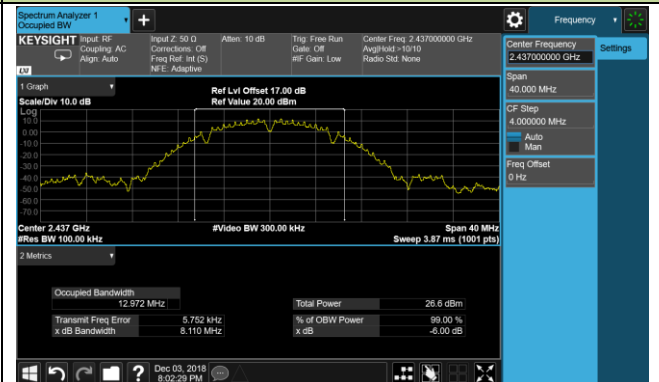 Spectrum Analyzer 1
Occupied BW
+
Frequency
KEYSIGHT
Input: RF
Coupling: AC
Align: Auto
Input Z: 50 Ω
Corrections: Off
Freq Ref: Int (S)
NFE: Adaptive
Atten: 10 dB
Trig: Free Run
Gate: Off
#IF Gain: Low
Center Freq: 2.437000000 GHz
Avg|Hold:>10/10
Radio Std: None
LXI
Center Frequency
2.437000000 GHz
Settings
Span
40.000 MHz
CF Step
4.000000 MHz
Auto
Man
Freq Offset
0 Hz
1 Graph
Scale/Div 10.0 dB
Ref Lvl Offset 17.00 dB
Ref Value 20.00 dBm
Log
10.0
0.00
-10.0
-20.0
-30.0
-40.0
-50.0
-60.0
-70.0
Center 2.437 GHz
#Res BW 100.00 kHz
#Video BW 300.00 kHz
Span 40 MHz
Sweep 3.87 ms (1001 pts)
2 Metrics
Occupied Bandwidth
12.972 MHz
Total Power 26.6 dBm
Transmit Freq Error 5.752 kHz
% of OBW Power 99.00 %
x dB Bandwidth 8.110 MHz
x dB -6.00 dB
?
Dec 03, 2018
8:02:29 PM